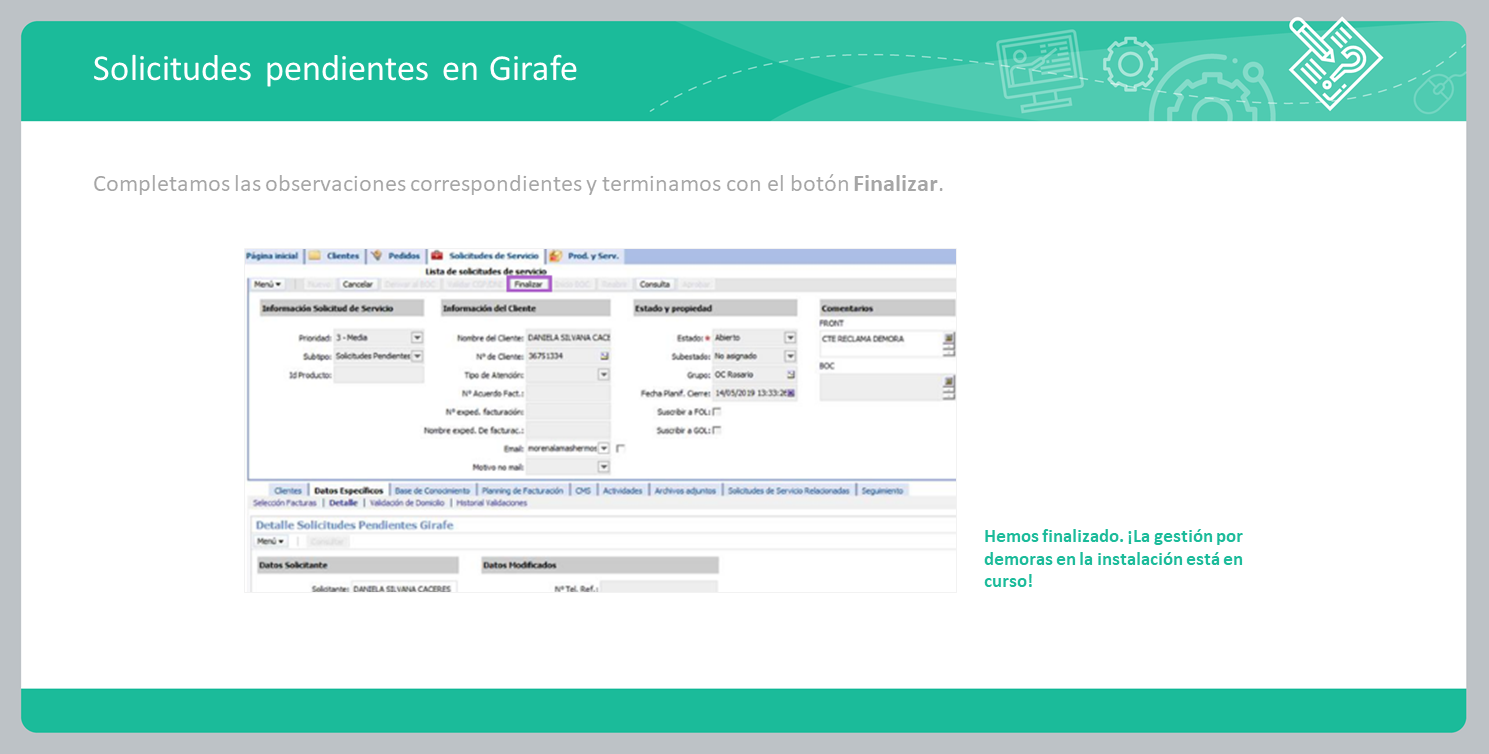 Solicitudes pendientes en Girafe
Completamos las observaciones correspondientes y terminamos con el botón Finalizar.
Página inicial Clientes Pedidos Solicitudes de Servicio Prod. y Serv.
Lista de solicitudes de servicio
Menú Nuevo Cancelar Derivar al BOC Finalizar Consulta Aprobar
Información Solicitud de Servicio Información del Cliente Estado y propiedad Comentarios
FRONT
Prioridad: 3 - Media Nombre del Cliente: DANIELA SILVANA CACE Estado: Abierto CTE RECLAMA DEMORA
Subtipo: Solicitudes Pendientes Nº de Cliente: 36751334 Subestado: No asignado
BOC
Id Producto: Tipo de Atención: Grupo: OC Rosario
Nº Acuerdo Fact.: Fecha Planif. Cierre: 14/05/2019 13:33:26
Nº exped. facturación: Suscribir a FOL:
Nombre exped. De facturac.: Suscribir a GOL:
Email: morenalamashermos
Motivo no mail:
Clientes Datos Específicos Base de Conocimiento Planning de Facturación CMS Actividades Archivos adjuntos Solicitudes de Servicio Relacionadas Seguimiento
Selección Facturas | Detalle | Validación de Domicilio | Historial Validaciones
Detalle Solicitudes Pendientes Girafe
Menú Consultar
Datos Solicitante Datos Modificados
Solicitante: DANIELA SILVANA CACERES Nº Tel. Ref.:
Hemos finalizado. ¡La gestión por
demoras en la instalación está en
curso!